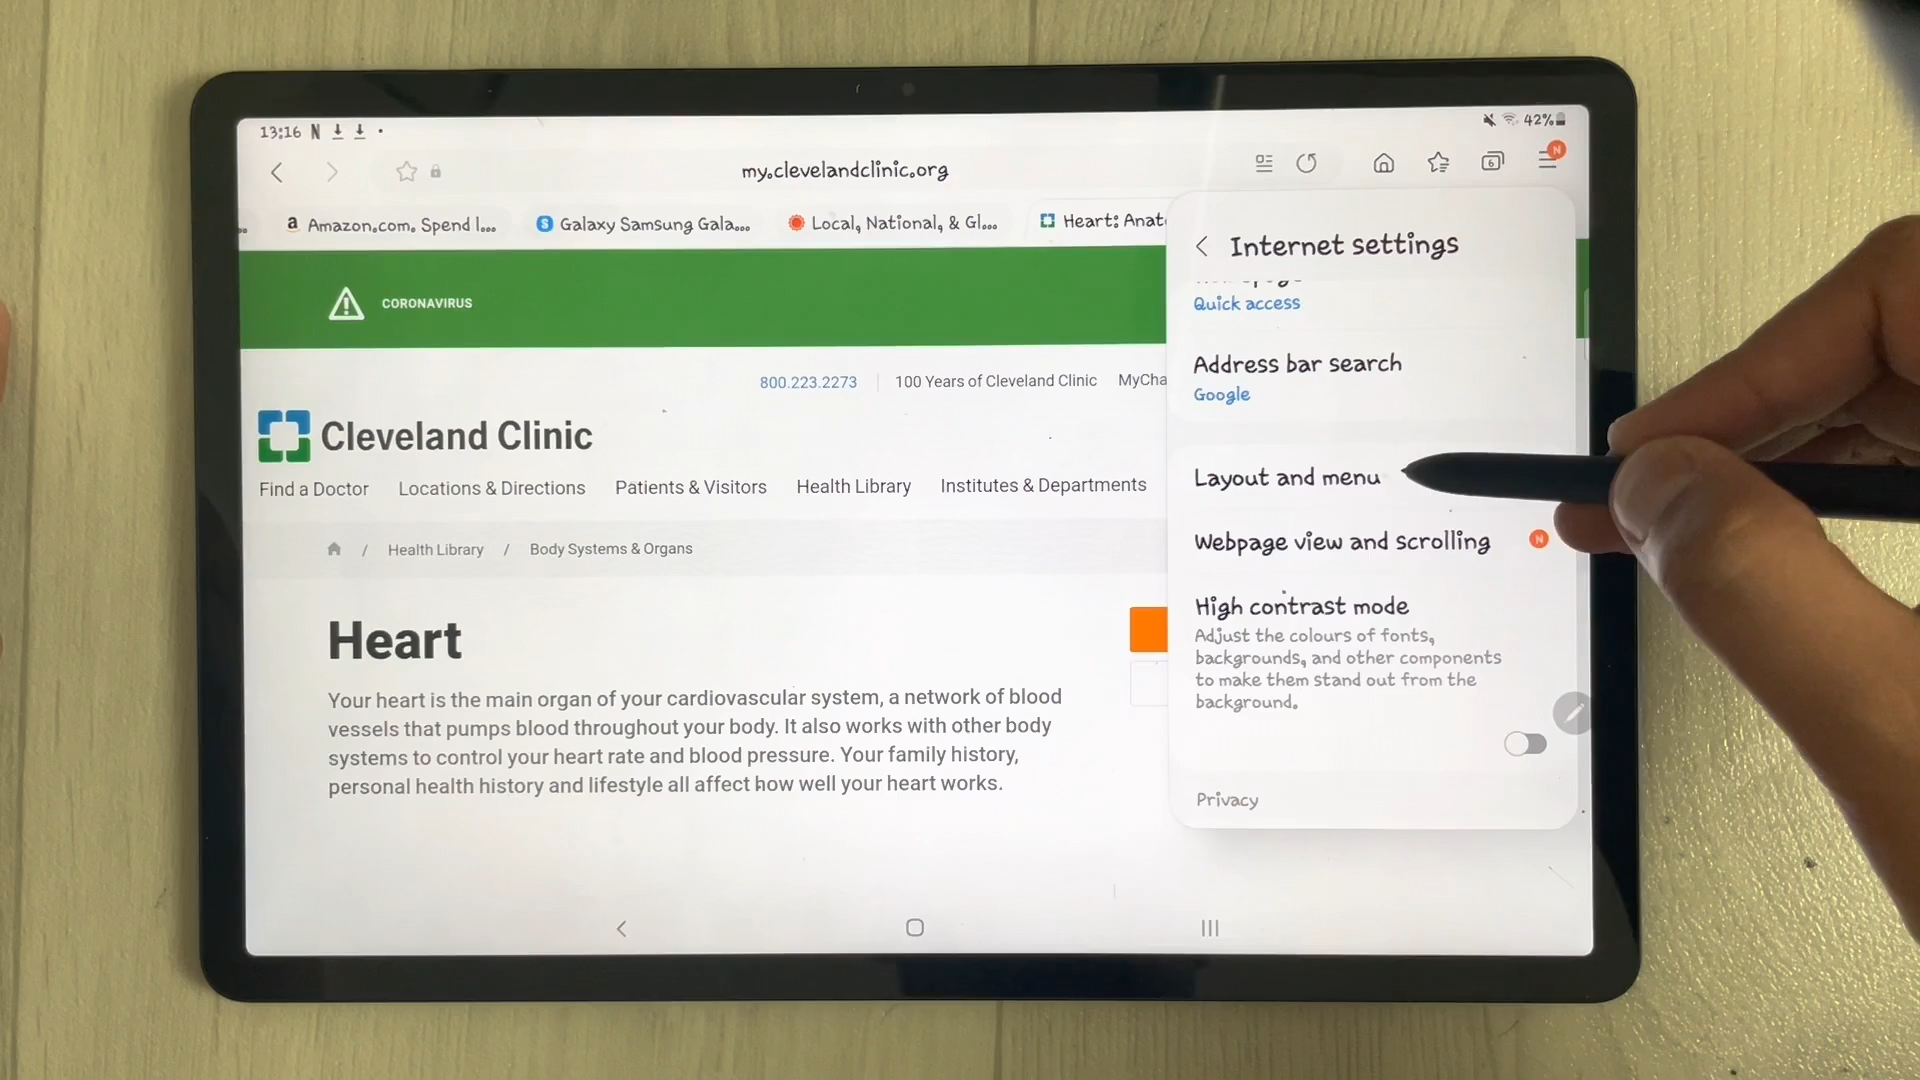 13:16 N
42%
my.clevelandclinic.org
6
N
a Amazon.com. Spend l...
S Galaxy Samsung Gala...
Local, National, & Gl...
Heart: Anat
CORONAVIRUS
800.223.2273
100 Years of Cleveland Clinic
MyCha
Cleveland Clinic
Find a Doctor
Locations & Directions
Patients & Visitors
Health Library
Institutes & Departments
/ Health Library / Body Systems & Organs
Heart
Your heart is the main organ of your cardiovascular system, a network of blood
vessels that pumps blood throughout your body. It also works with other body
systems to control your heart rate and blood pressure. Your family history,
personal health history and lifestyle all affect how well your heart works.
Internet settings
Quick access
Address bar search
Google
Layout and menu
Webpage view and scrolling
N
High contrast mode
Adjust the colours of fonts,
backgrounds, and other components
to make them stand out from the
background.
Privacy